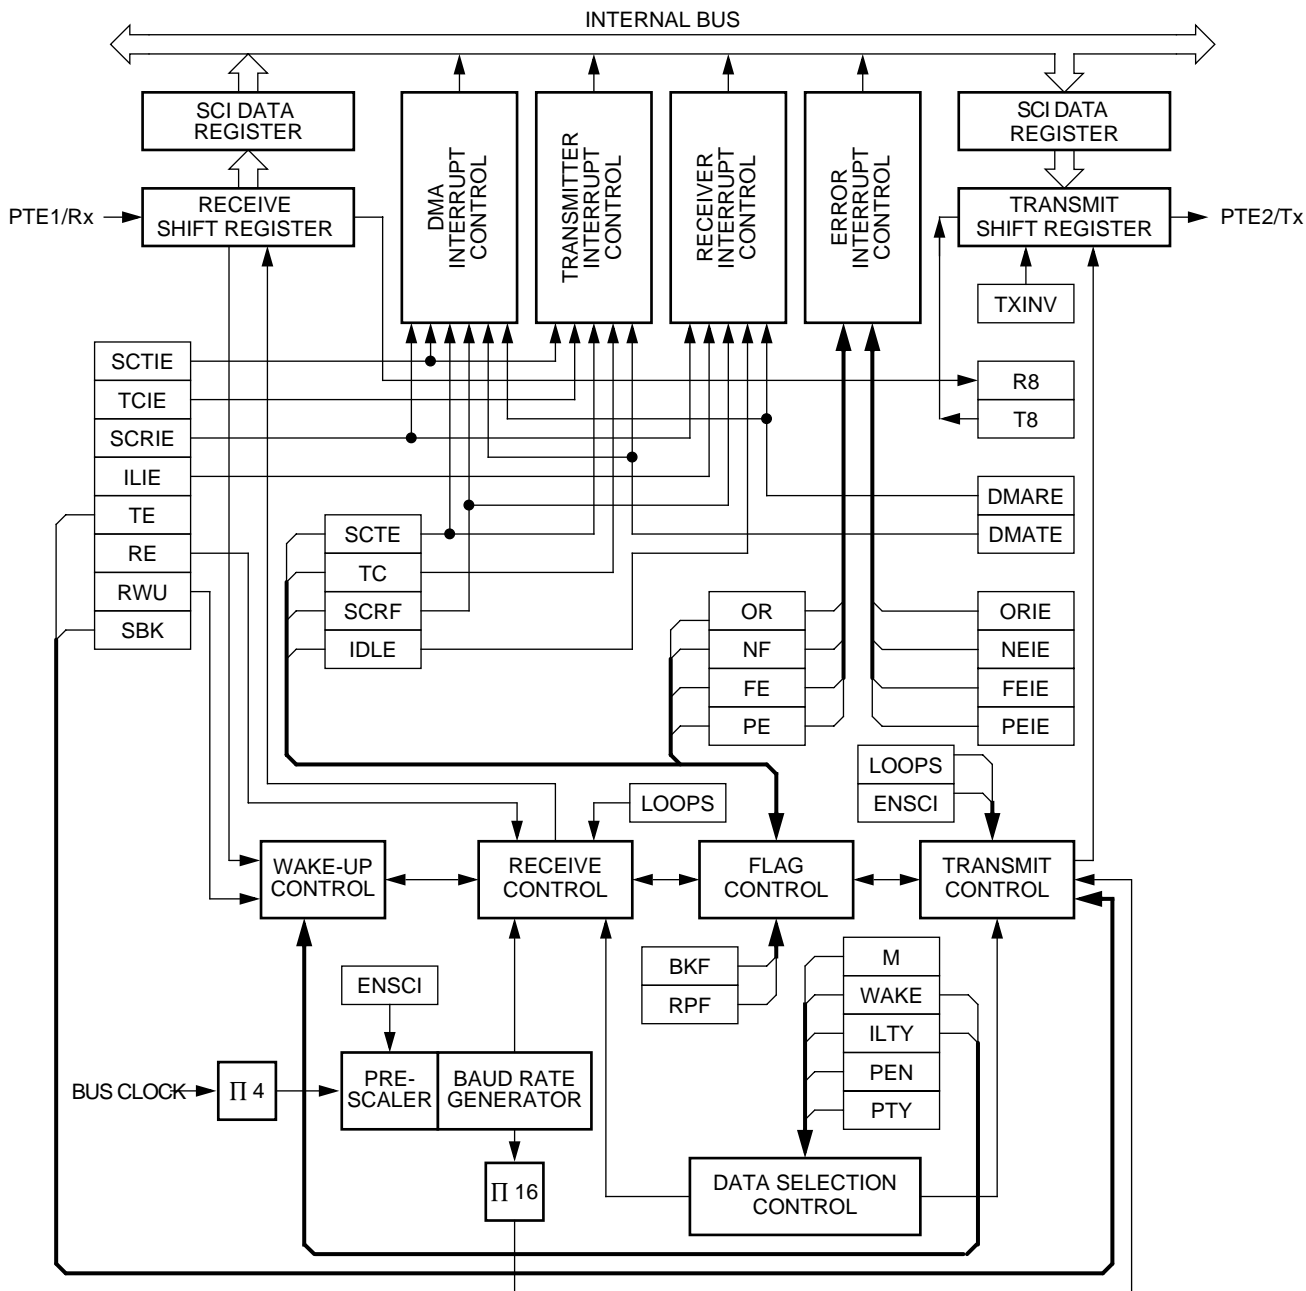 INTERNAL BUS
SCI DATA
REGISTER
DMA
INTERRUPT
CONTROL
TRANSMITTER
INTERRUPT
CONTROL
RECEIVER
INTERRUPT
CONTROL
ERROR
INTERRUPT
CONTROL
SCI DATA
REGISTER
PTE1/Rx
RECEIVE
SHIFT REGISTER
TRANSMIT
SHIFT REGISTER
PTE2/Tx
TXINV
SCTIE
TCIE
SCRIE
ILIE
TE
RE
RWU
SBK
R8
T8
DMARE
DMATE
SCTE
TC
SCRF
IDLE
OR
NF
FE
PE
ORIE
NEIE
FEIE
PEIE
LOOPS
LOOPS
ENSCI
WAKE-UP
CONTROL
RECEIVE
CONTROL
FLAG
CONTROL
TRANSMIT
CONTROL
BKF
RPF
M
WAKE
ILTY
PEN
PTY
ENSCI
BUS CLOCK
Π 4
PRE-
SCALER
BAUD RATE
GENERATOR
Π 16
DATA SELECTION
CONTROL